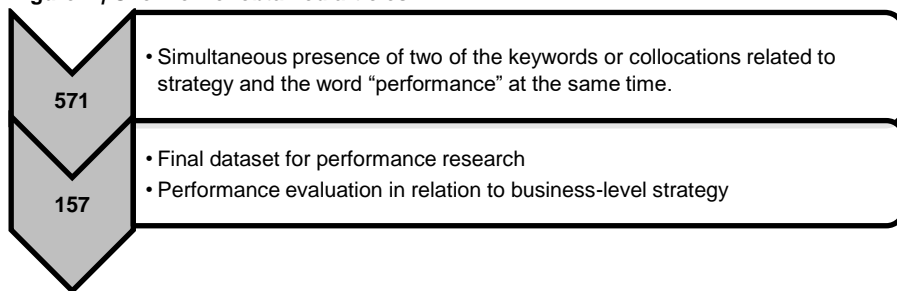 571
• Simultaneous presence of two of the keywords or collocations related to
strategy and the word “performance” at the same time.
157
• Final dataset for performance research
• Performance evaluation in relation to business-level strategy